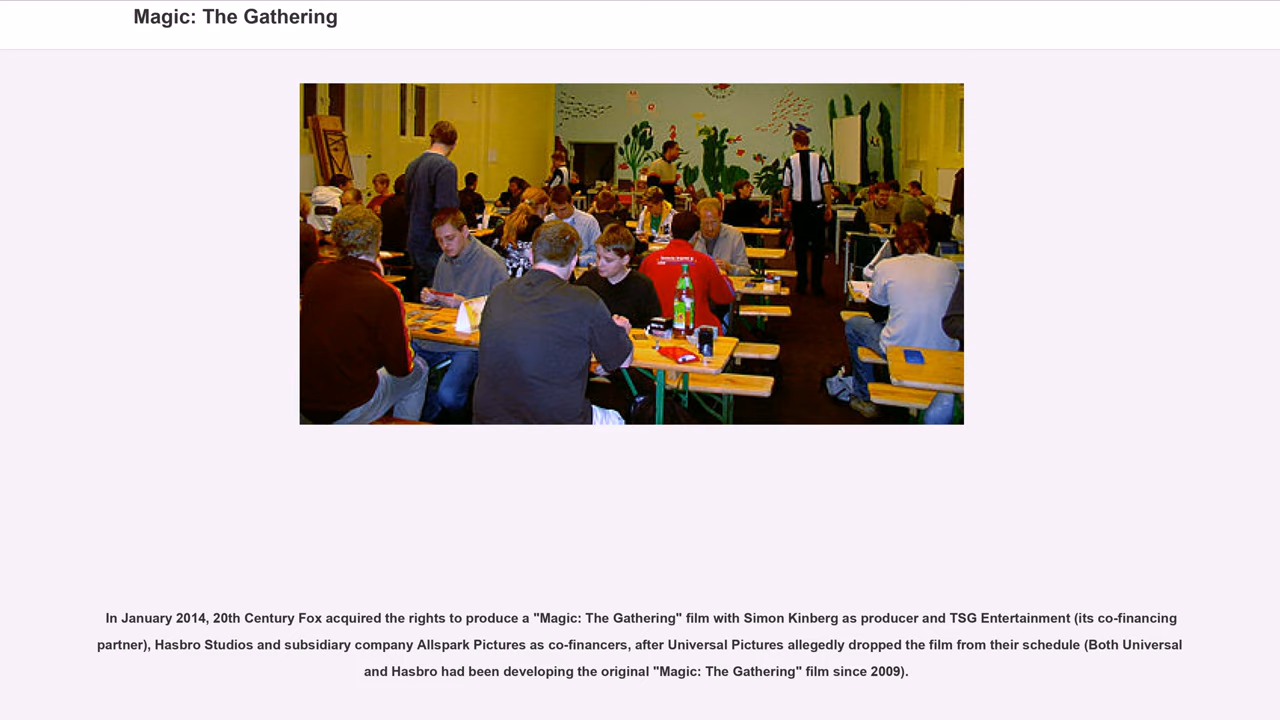 Magic: The Gathering
In January 2014, 20th Century Fox acquired the rights to produce a "Magic: The Gathering" film with Simon Kinberg as producer and TSG Entertainment (its co-financing
partner), Hasbro Studios and subsidiary company Allspark Pictures as co-financers, after Universal Pictures allegedly dropped the film from their schedule (Both Universal
and Hasbro had been developing the original "Magic: The Gathering" film since 2009).